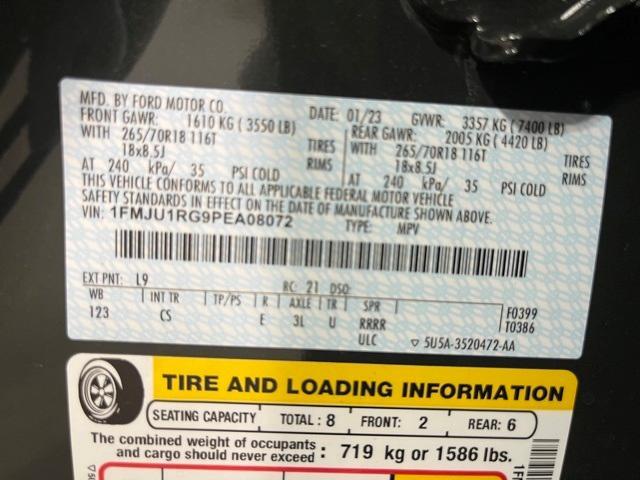 MFD. BY FORD MOTOR CO.
DATE: 01/23 GVWR: 3357 KG (7400 LB)
FRONT GAWR: 1610 KG (3550 LB) REAR GAWR: 2005 KG (4420 LB)
WITH 265/70R18 116T TIRES WITH 265/70R18 116T TIRES
18x8.5J RIMS 18x8.5J RIMS
AT 240 kPa/ 35 PSI COLD AT 240 kPa/ 35 PSI COLD
THIS VEHICLE CONFORMS TO ALL APPLICABLE FEDERAL MOTOR VEHICLE
SAFETY STANDARDS IN EFFECT ON THE DATE OF MANUFACTURE SHOWN ABOVE.
VIN: 1FMJU1RG9PEA08072 TYPE: MPV
EXT PNT: L9 RC: 21 DSO:
WB INT TR TP/PS R AXLE TR SPR F0399
123 CS E 3L U RRRR T0386
ULC ▽ 5U5A-3520472-AA
TIRE AND LOADING INFORMATION
SEATING CAPACITY TOTAL: 8 FRONT: 2 REAR: 6
The combined weight of occupants
and cargo should never exceed : 719 kg or 1586 lbs.